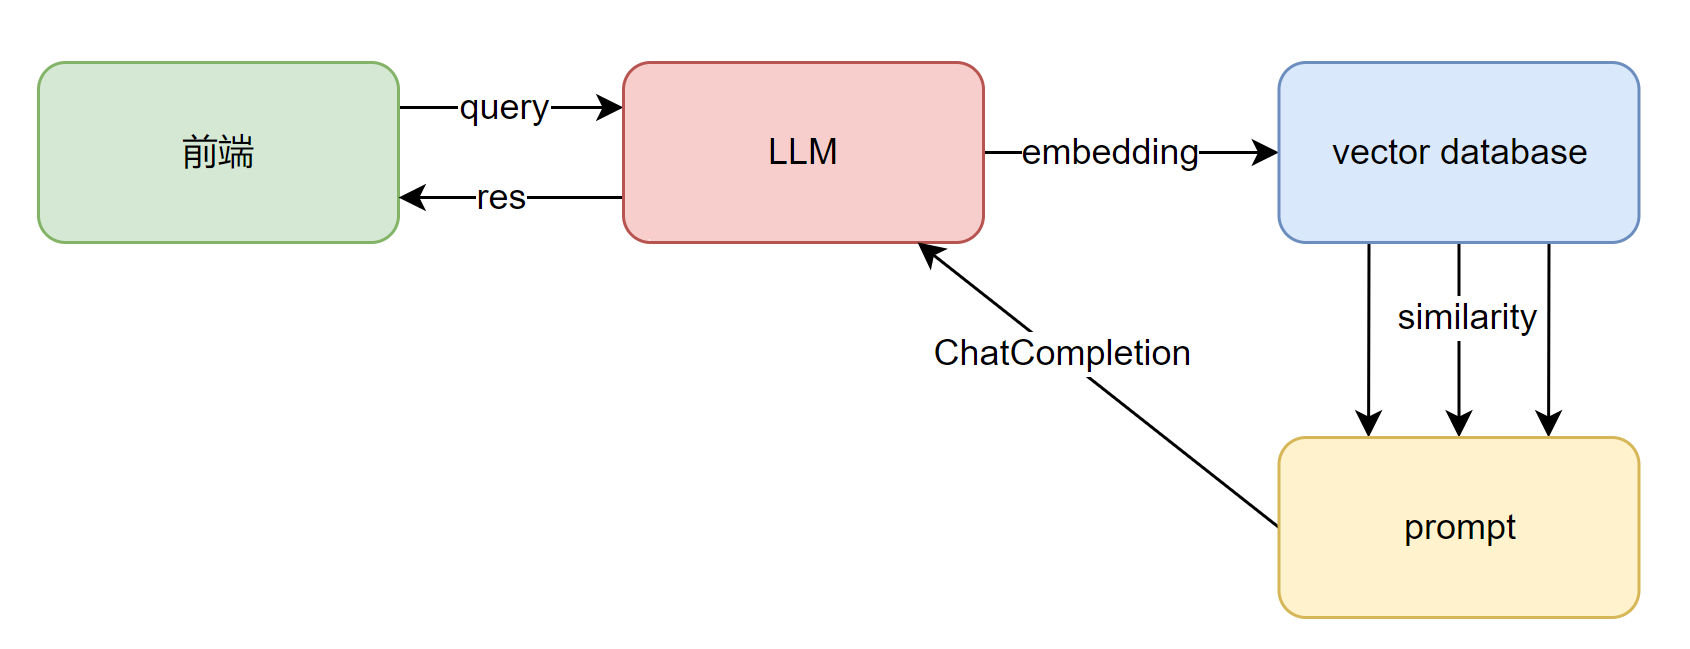 前端
query
res
LLM
embedding
vector database
similarity
ChatCompletion
prompt